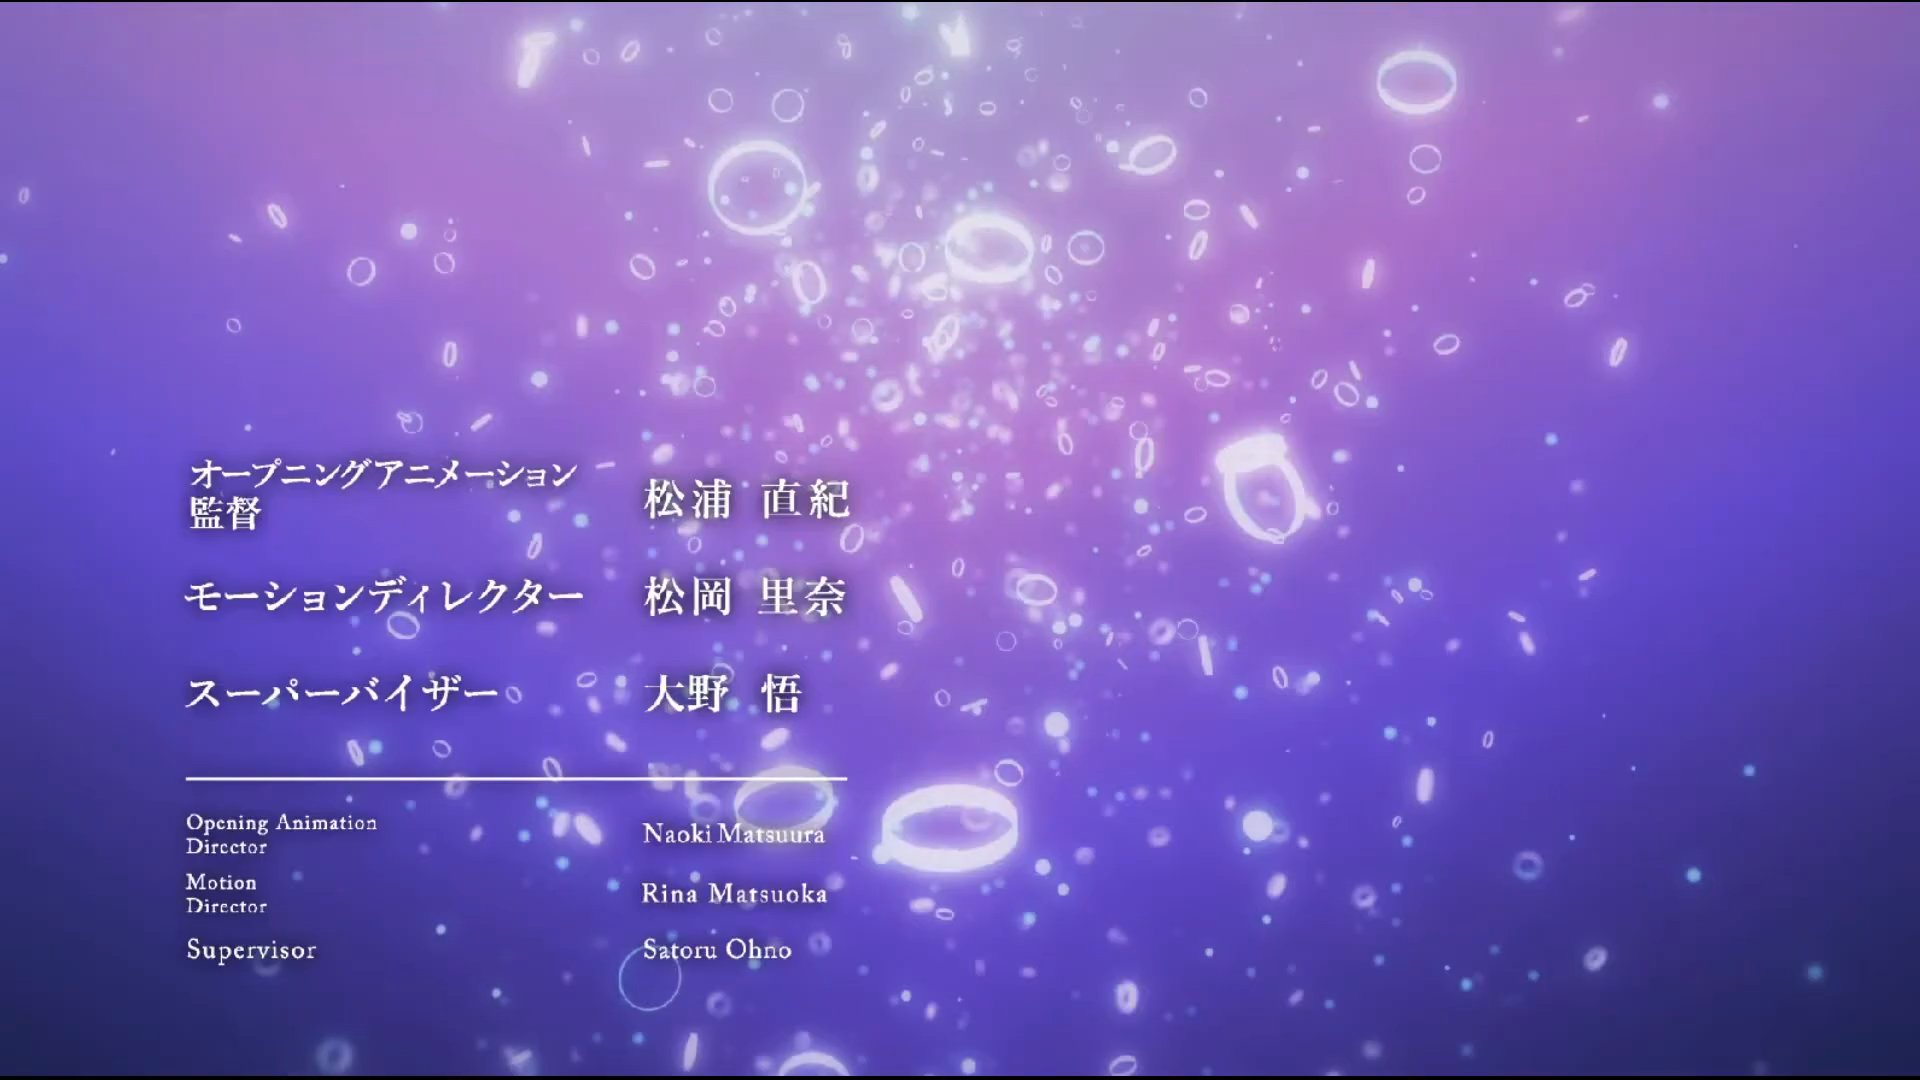 オープニングアニメーション
監督
松浦 直紀
モーションディレクター 松岡 里奈
スーパーバイザー 大野 悟
Opening Animation
Director
Naoki Matsuura
Motion
Director
Rina Matsuoka
Supervisor Satoru Ohno